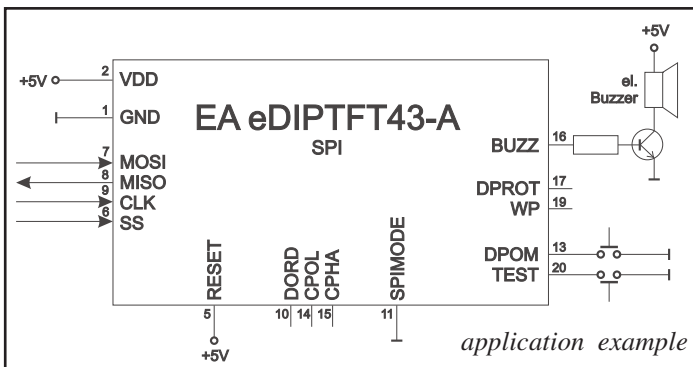 +5V
el.
Buzzer
+5V
2
VDD
1
GND
EA eDIPTFT43-A
SPI
7
MOSI
8
MISO
9
CLK
6
SS
BUZZ
16
DPROT
17
WP
19
DPOM
13
TEST
20
RESET
5
+5V
DORD
10
CPOL
14
CPHA
15
SPIMODE
11
application example